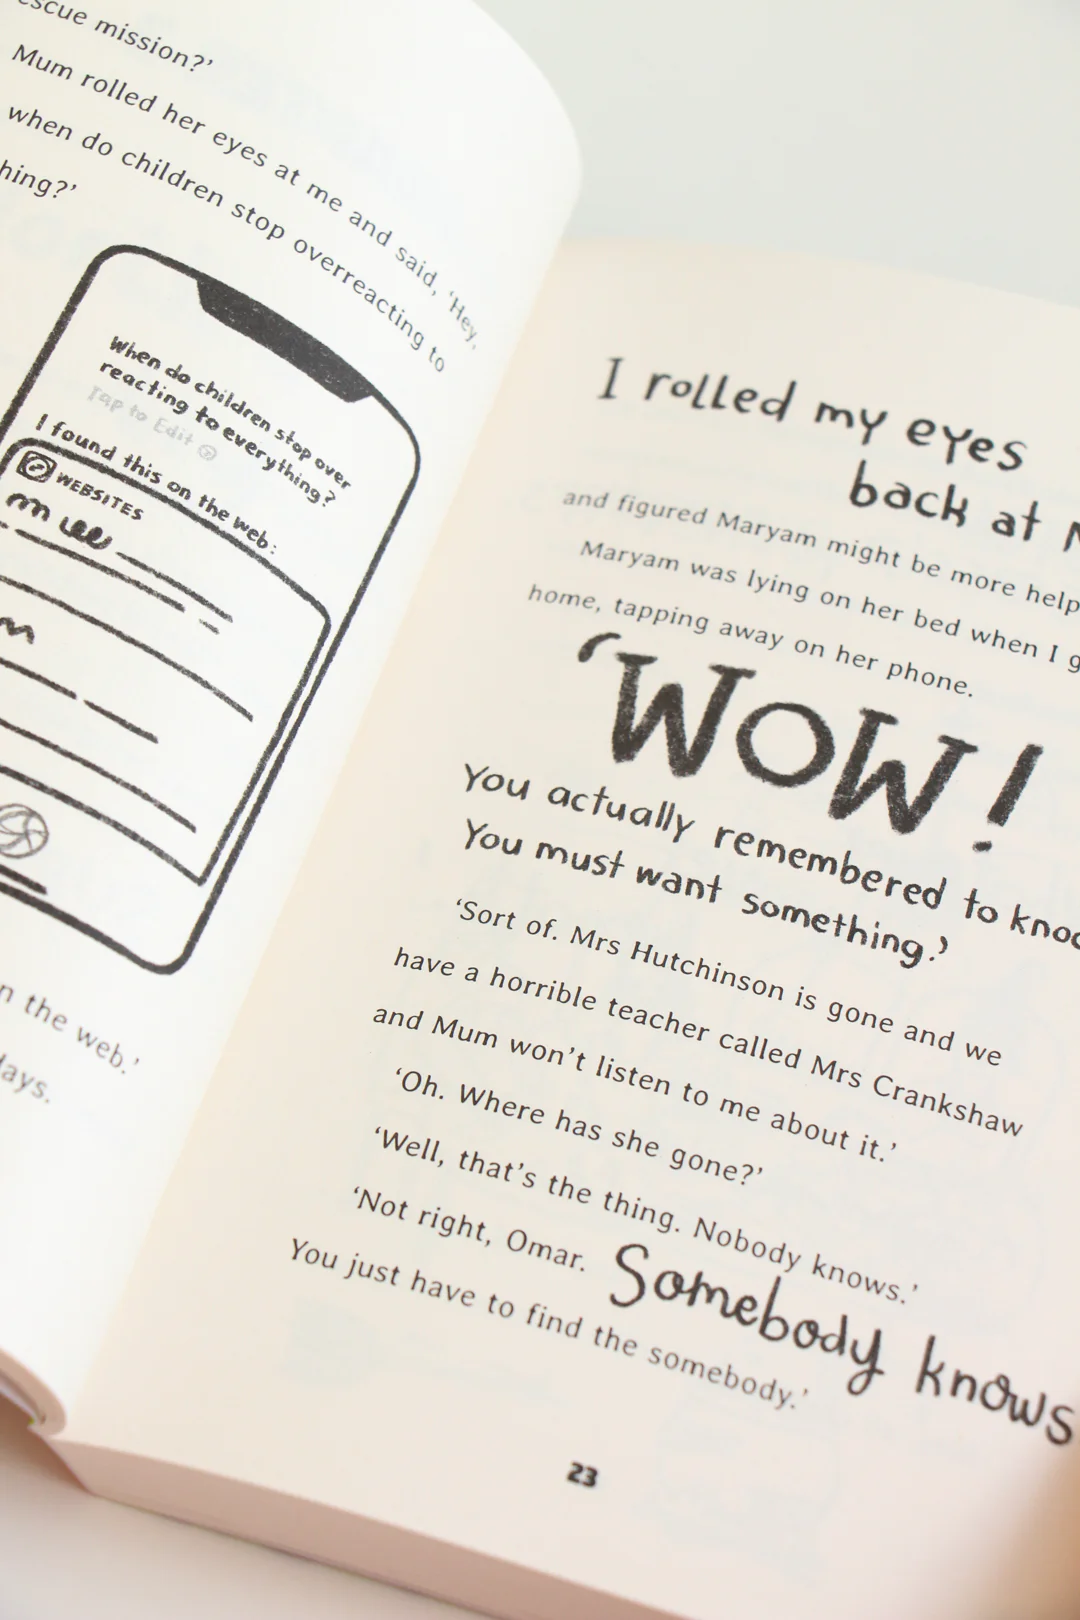 escue mission?'
Mum rolled her eyes at me and said, 'Hey,
when do children stop overreacting to
hing?'
When do children stop over
reacting to everything?
Tap to Edit
I found this on the web:
WEBSITES
n the web.'
days.
I rolled my eyes
back at
and figured Maryam might be more help
Maryam was lying on her bed when I g
home, tapping away on her phone.
'WOW!
You actually remembered to knoc
You must want something.'
'Sort of. Mrs Hutchinson is gone and we
have a horrible teacher called Mrs Crankshaw
and Mum won't listen to me about it.'
'Oh. Where has she gone?'
'Well, that's the thing. Nobody knows.'
'Not right, Omar. Somebody knows
You just have to find the somebody.'
23